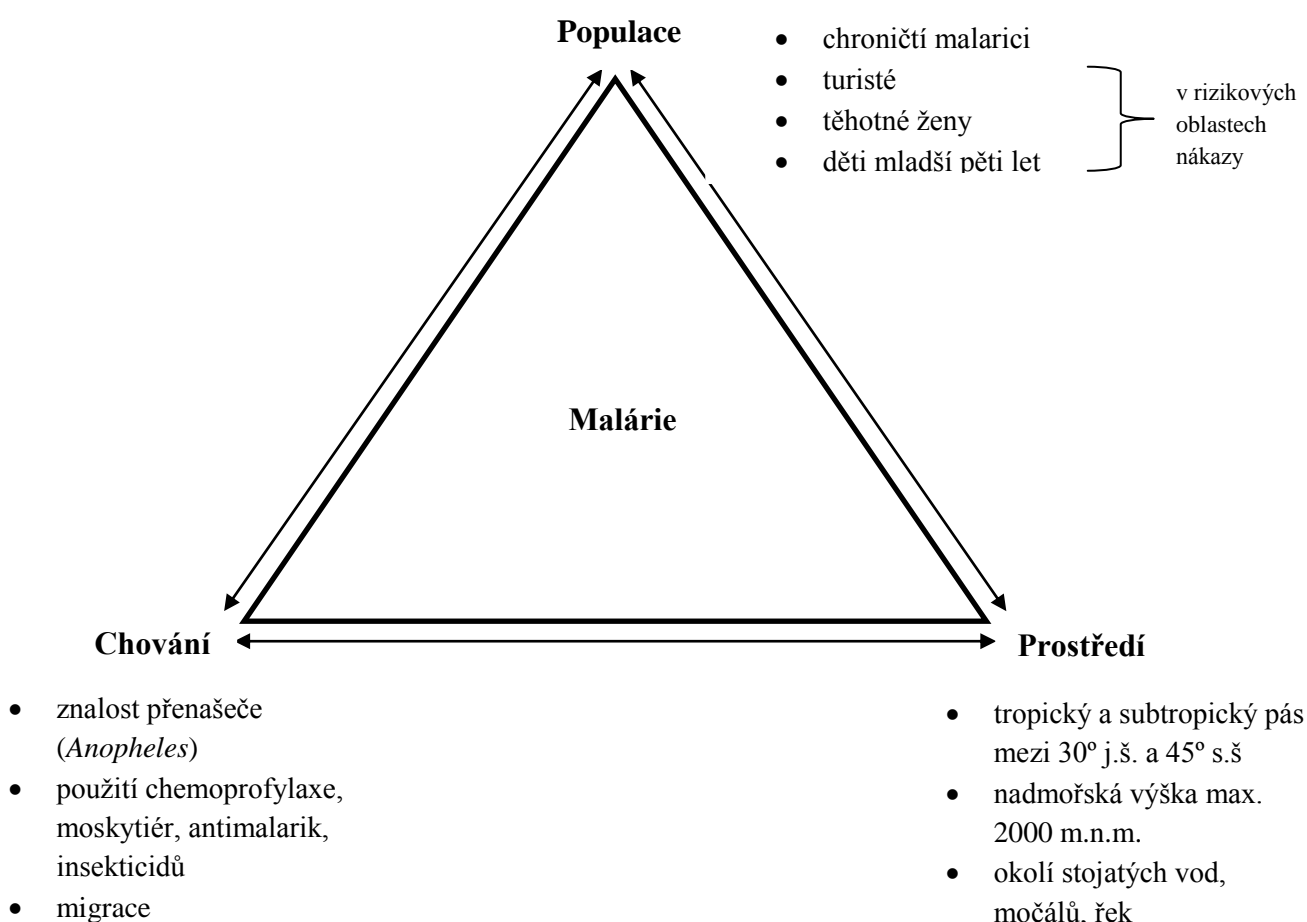 Populace
• chroničtí malarici
• turisté
• těhotné ženy
• děti mladší pěti let
v rizikových
oblastech
nákazy
Malárie
Chování
Prostředí
• znalost přenašeče
(Anopheles)
• použití chemoprofylaxe,
moskytiér, antimalarik,
insekticidů
• migrace
• tropický a subtropický pás
mezi 30º j.š. a 45º s.š
• nadmořská výška max.
2000 m.n.m.
• okolí stojatých vod,
močálů, řek